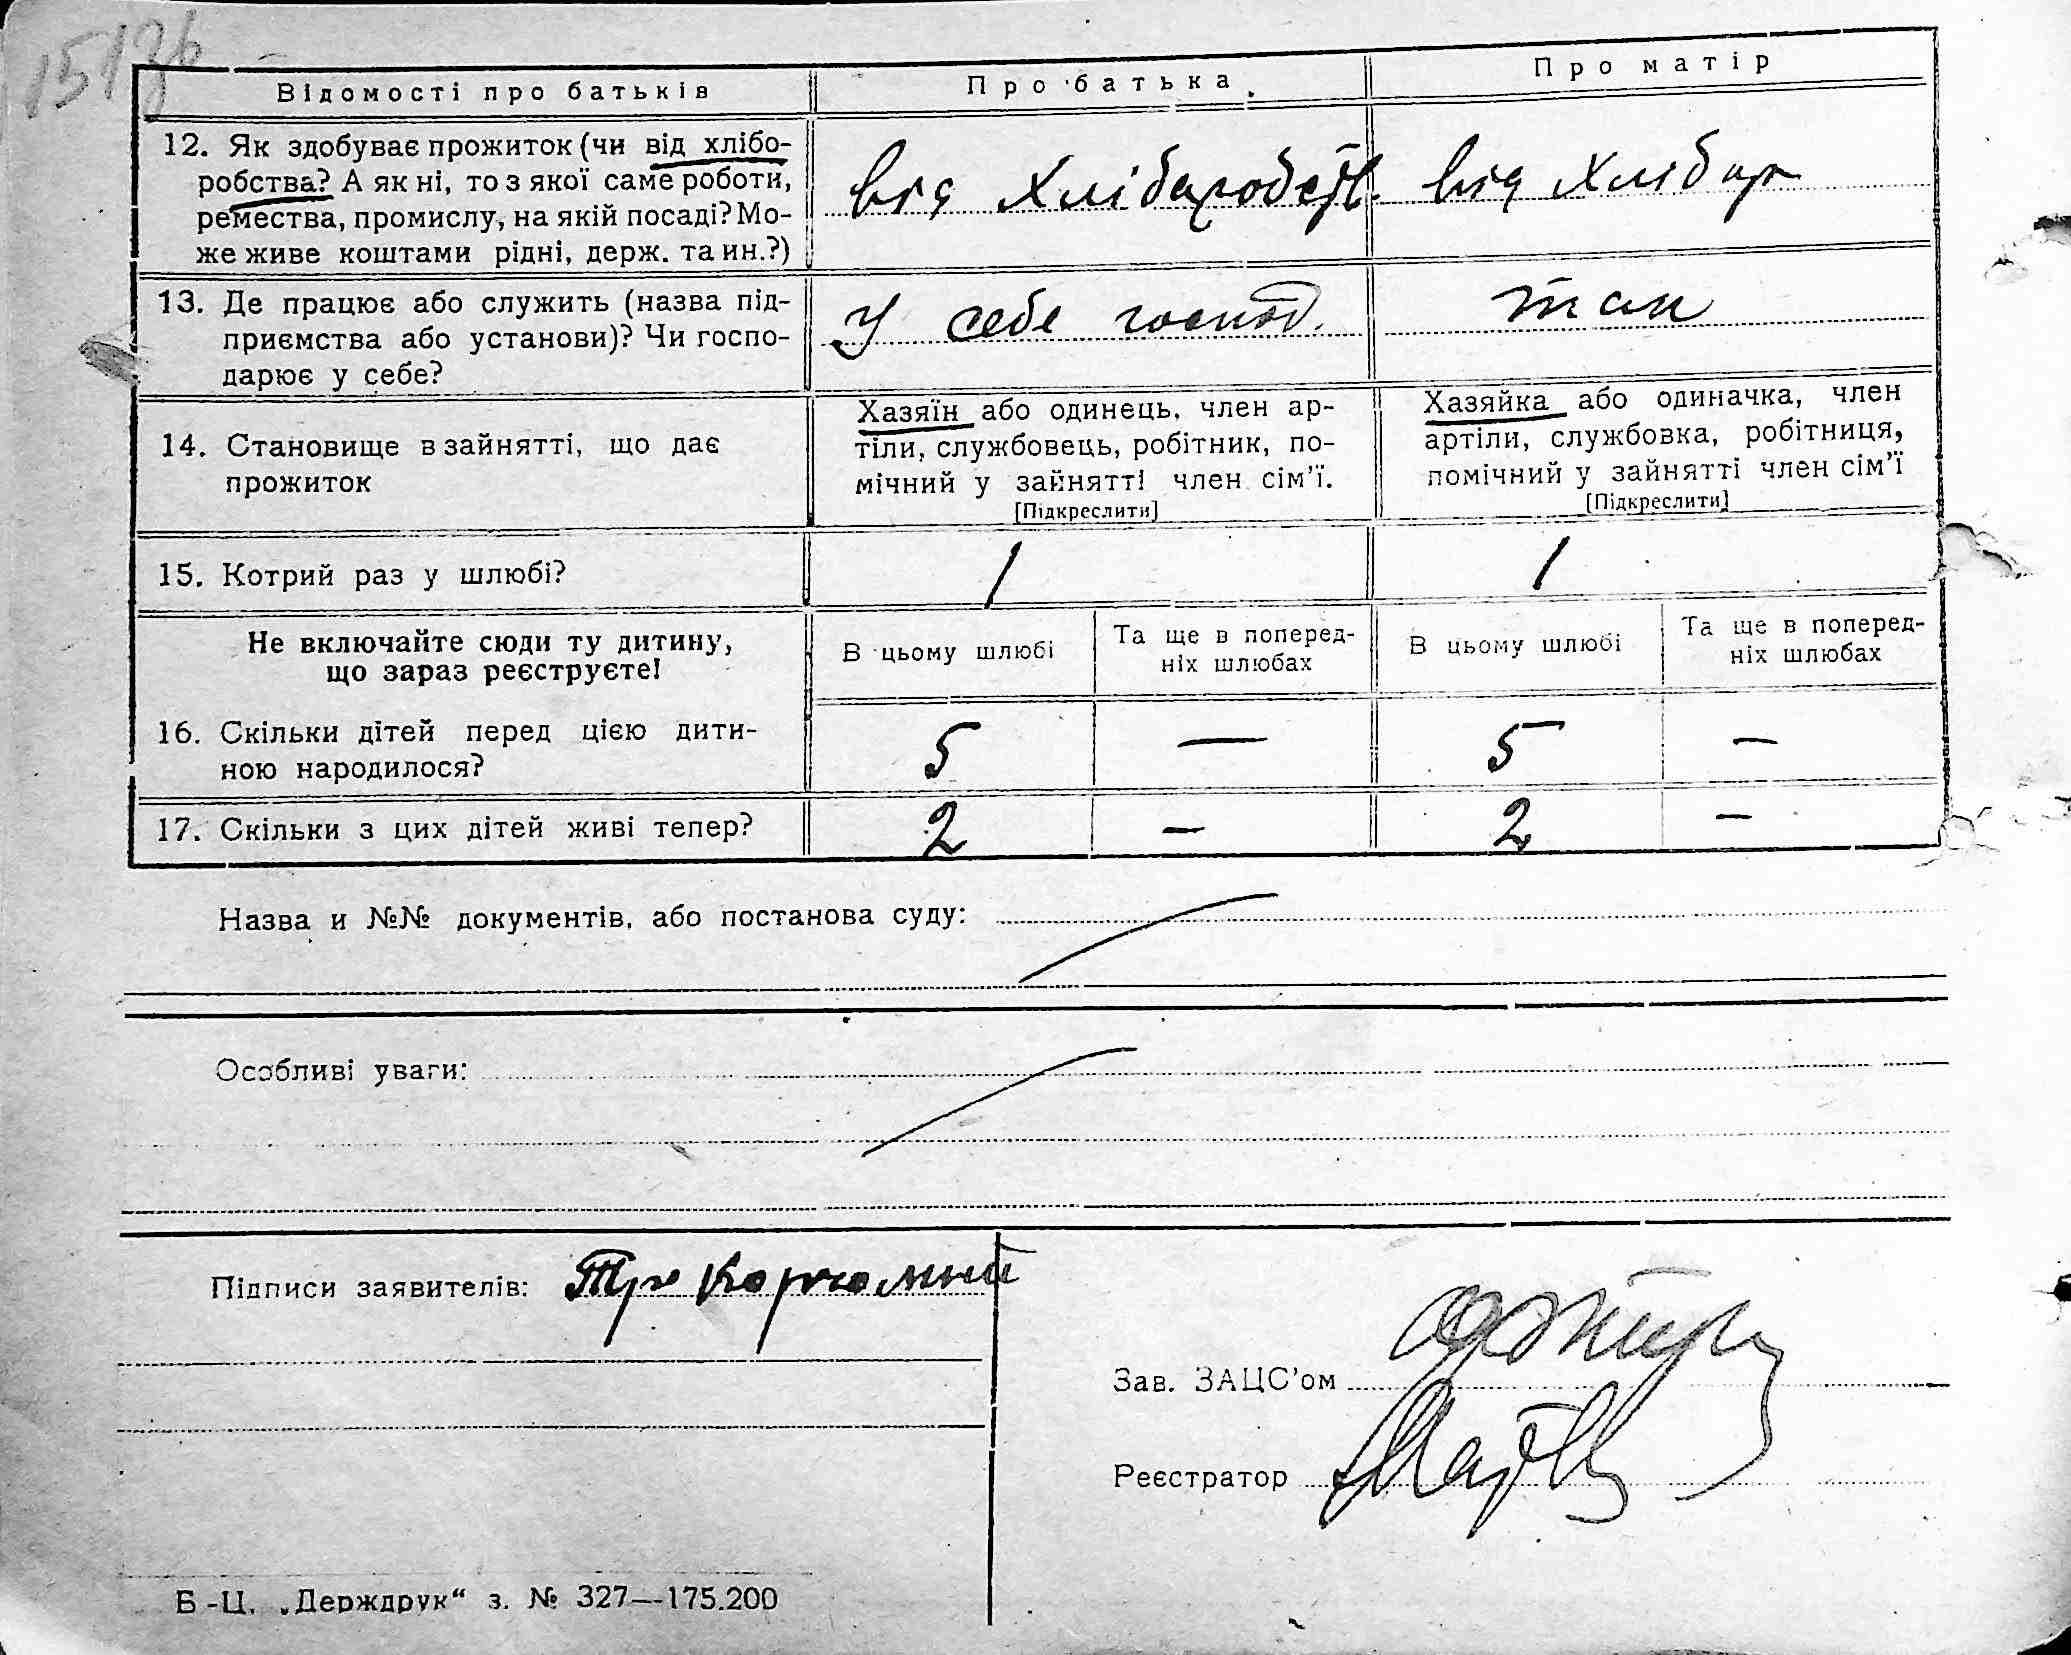 Відомості про батьків
Про батька
Про матір
12. Як здобуває прожиток (чи від хлібо-
робства? А як ні, то з якої саме роботи,
ремества, промислу, на якій посаді? Мо-
же живе коштами рідні, держ. та ин.?)
від Хліборобств.
від Хлібор
13. Де працює або служить (назва під-
приємства або установи)? Чи госпо-
дарює у себе?
У себе господ.
так
14. Становище в зайнятті, що дає
прожиток
Хазяїн або одинець, член ар-
тіли, службовець, робітник, по-
мічний у зайнятті член сім’ї.
[Підкреслити]
Хазяйка або одиначка, член
артіли, службовка, робітниця,
помічний у зайнятті член сім’ї
[Підкреслити]
15. Котрий раз у шлюбі?
1
1
Не включайте сюди ту дитину,
що зараз реєструєте!
В цьому шлюбі
Та ще в поперед-
ніх шлюбах
В цьому шлюбі
Та ще в поперед-
ніх шлюбах
16. Скільки дітей перед цією дити-
ною народилося?
5 — 5 —
17. Скільки з цих дітей живі тепер?
2 — 2 —
Назва и №№ документів, або постанова суду:
Особливі уваги:
Підписи заявителів:
Зав. ЗАЦС’ом
Реєстратор
Б-Ц. „Держдрук“ з. № 327—175.200